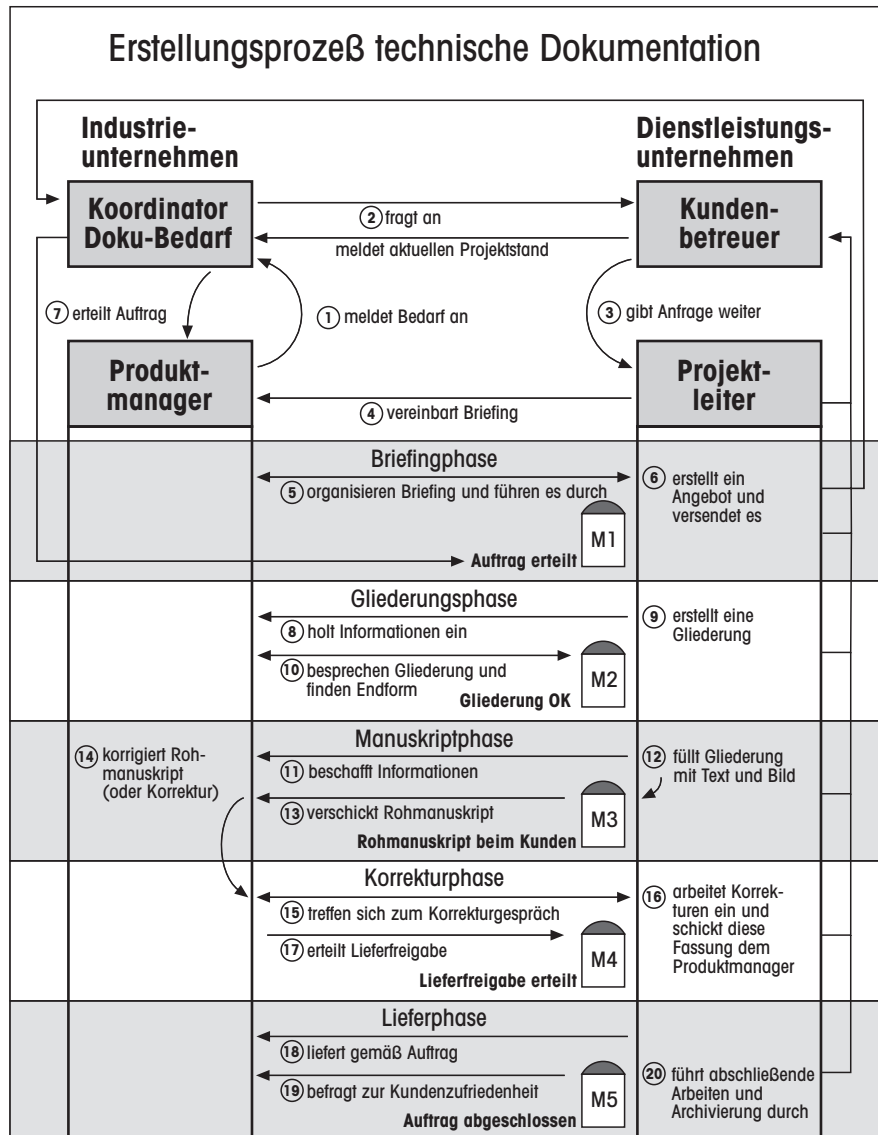 Erstellungsprozeß technische Dokumentation
Industrie-
unternehmen
Dienstleistungs-
unternehmen
Koordinator
Doku-Bedarf
② fragt an
meldet aktuellen Projektstand
Kunden-
betreuer
⑦ erteilt Auftrag
① meldet Bedarf an
③ gibt Anfrage weiter
Produkt-
manager
④ vereinbart Briefing
Projekt-
leiter
Briefingphase
⑤ organisieren Briefing und führen es durch
⑥ erstellt ein
Angebot und
versendet es
M1
Auftrag erteilt
Gliederungsphase
⑧ holt Informationen ein
⑨ erstellt eine
Gliederung
⑩ besprechen Gliederung und
finden Endform
M2
Gliederung OK
Manuskriptphase
⑭ korrigiert Roh-
manuskript
(oder Korrektur)
⑪ beschafft Informationen
⑫ füllt Gliederung
mit Text und Bild
⑬ verschickt Rohmanuskript
M3
Rohmanuskript beim Kunden
Korrekturphase
⑮ treffen sich zum Korrekturgespräch
⑯ arbeitet Korrek-
turen ein und
schickt diese
Fassung dem
Produktmanager
⑰ erteilt Lieferfreigabe
M4
Lieferfreigabe erteilt
Lieferphase
⑱ liefert gemäß Auftrag
⑲ befragt zur Kundenzufriedenheit
M5
Auftrag abgeschlossen
⑳ führt abschließende
Arbeiten und
Archivierung durch